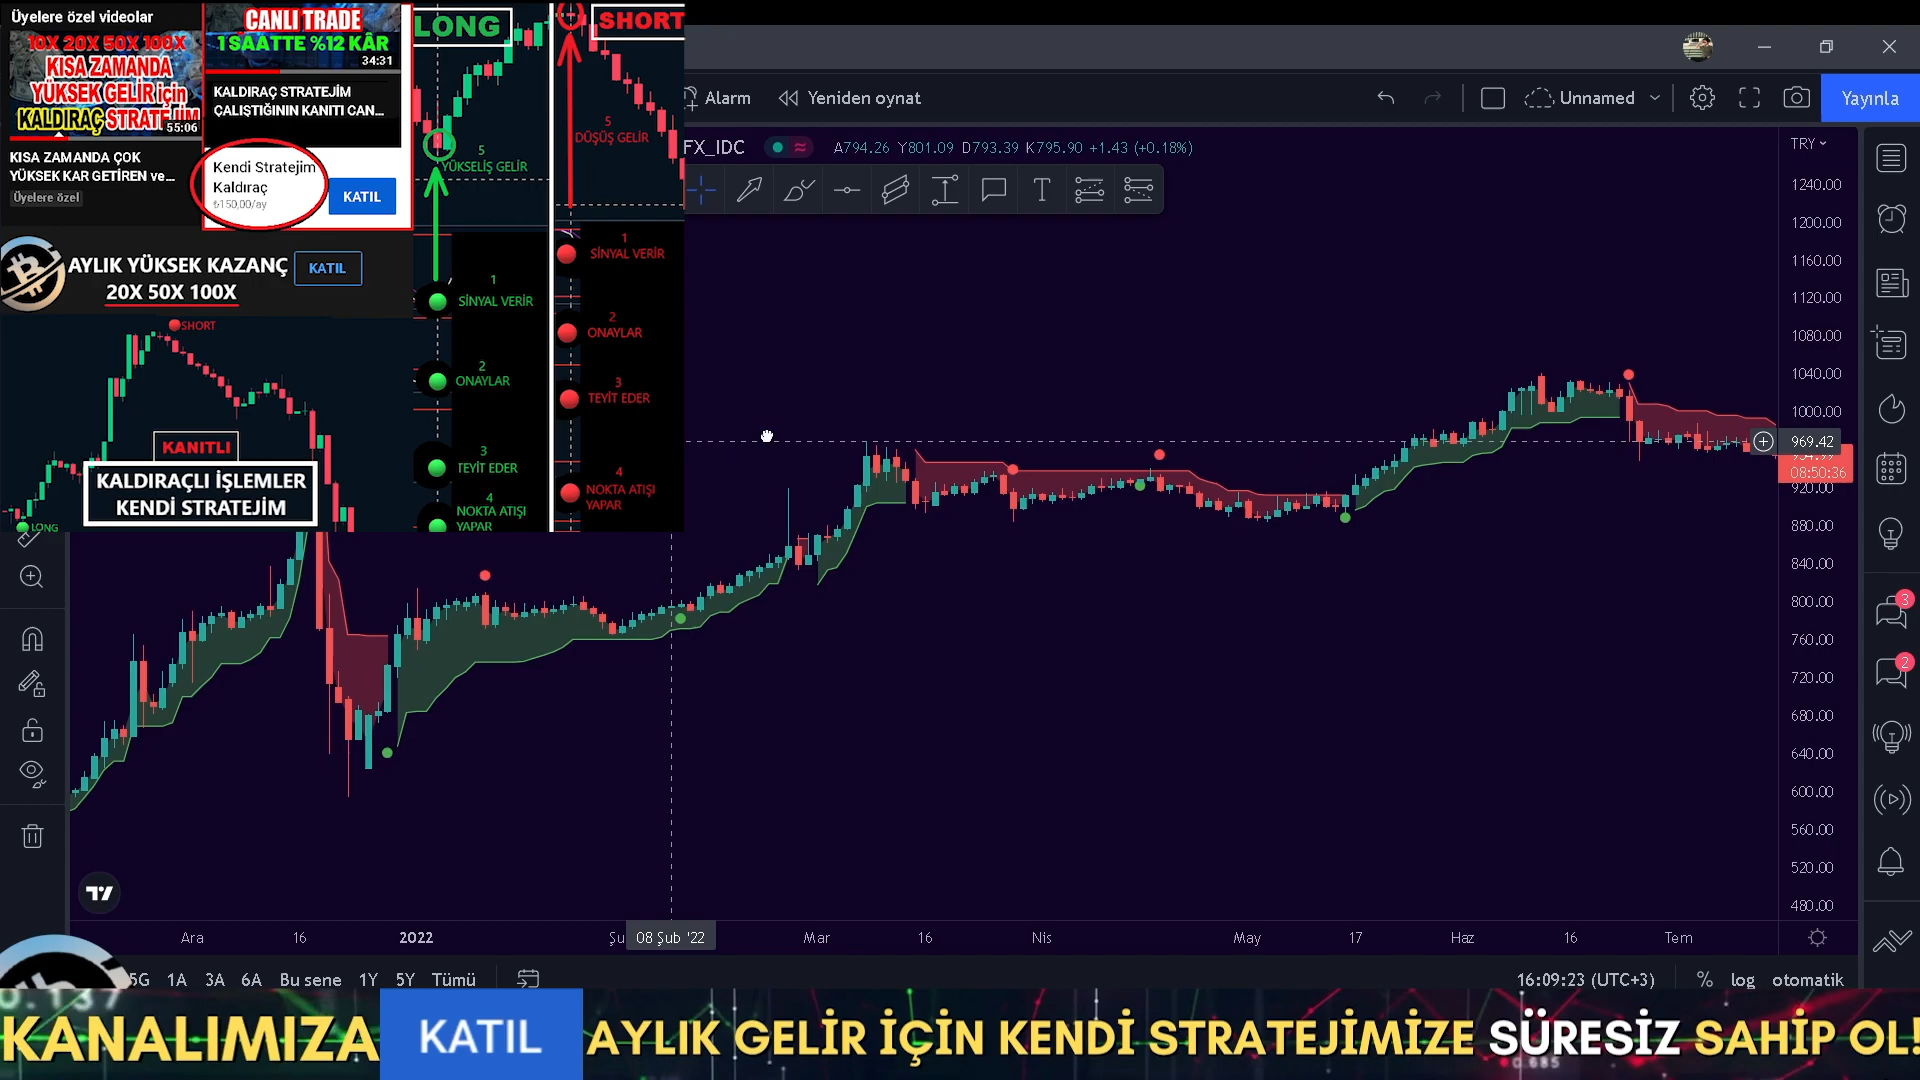 Üyelere özel videolar
10X 20X 50X 100X
KISA ZAMANDA
YÜKSEK GELİR için
KALDIRAÇ STRATEJİM
55:06
KISA ZAMANDA ÇOK
YÜKSEK KAR GETİREN ve...
Üyelere özel
CANLI TRADE
1 SAATTE %12 KÂR
34:31
KALDIRAÇ STRATEJİM
ÇALIŞTIĞININ KANITI CAN...
Kendi Stratejim
Kaldıraç
₺150,00/ay
KATIL
AYLIK YÜKSEK KAZANÇ
20X 50X 100X
KATIL
SHORT
KANITLI
KALDIRAÇLI İŞLEMLER
KENDİ STRATEJİM
LONG
LONG
5
YÜKSELİŞ GELİR
1
SİNYAL VERİR
2
ONAYLAR
3
TEYİT EDER
4
NOKTA ATIŞI
YAPAR
SHORT
5
DÜŞÜŞ GELİR
1
SİNYAL VERİR
2
ONAYLAR
3
TEYİT EDER
4
NOKTA ATIŞI
YAPAR
Alarm
Yeniden oynat
Unnamed
Yayınla
FX_IDC
A794.26 Y801.09 D793.39 K795.90 +1.43 (+0.18%)
TRY
1240.00
1200.00
1160.00
1120.00
1080.00
1040.00
1000.00
969.42
08:50:36
920.00
880.00
840.00
800.00
760.00
720.00
680.00
640.00
600.00
560.00
520.00
480.00
3
2
Ara 16 2022 Şu 08 Şub '22 Mar 16 Nis May 17 Haz 16 Tem
5G 1A 3A 6A Bu sene 1Y 5Y Tümü
16:09:23 (UTC+3) % log otomatik
KANALIMIZA KATIL AYLIK GELİR İÇİN KENDİ STRATEJİMİZE SÜRESİZ SAHİP OL!